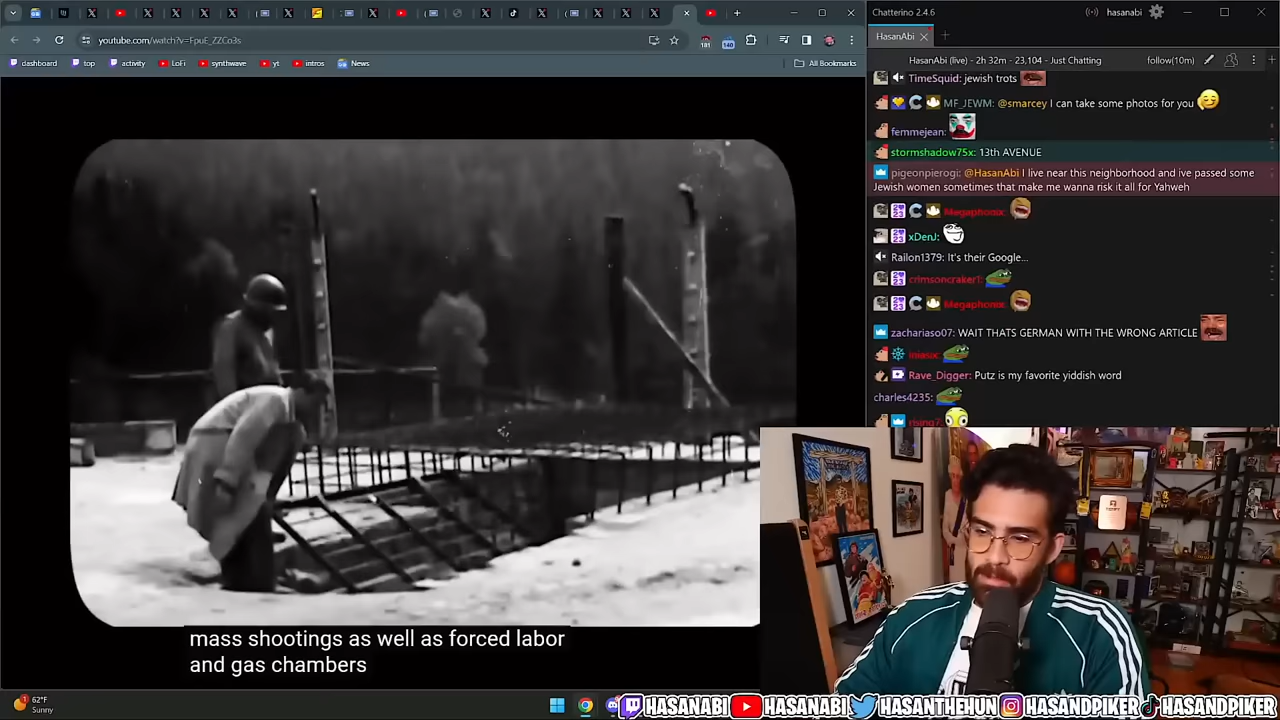 Chatterino 2.4.6
hasanabi
youtube.com/watch?v=FpuE_ZZCo3s
181
140
HasanAbi
dashboard
top
activity
LoFi
synthwave
yt
intros
News
All Bookmarks
HasanAbi (live) - 2h 32m - 23,104 - Just Chatting
follow(10m)
TimeSquid: jewish trots
MF_JEWM: @smarcey I can take some photos for you
femmejean:
stormshadow75x: 13th AVENUE
pigeonpierogi: @HasanAbi I live near this neighborhood and ive passed some
Jewish women sometimes that make me wanna risk it all for Yahweh
Megaphonix:
xDenJ:
Railon1379: It's their Google...
crimsoncraker1:
Megaphonix:
zachariaso07: WAIT THATS GERMAN WITH THE WRONG ARTICLE
Rave_Digger: Putz is my favorite yiddish word
charles4235:
mass shootings as well as forced labor
and gas chambers
62°F
Sunny
HASANABI
HASANABI
HASANTHEHUN
HASANDPIKER
HASANDPIKER